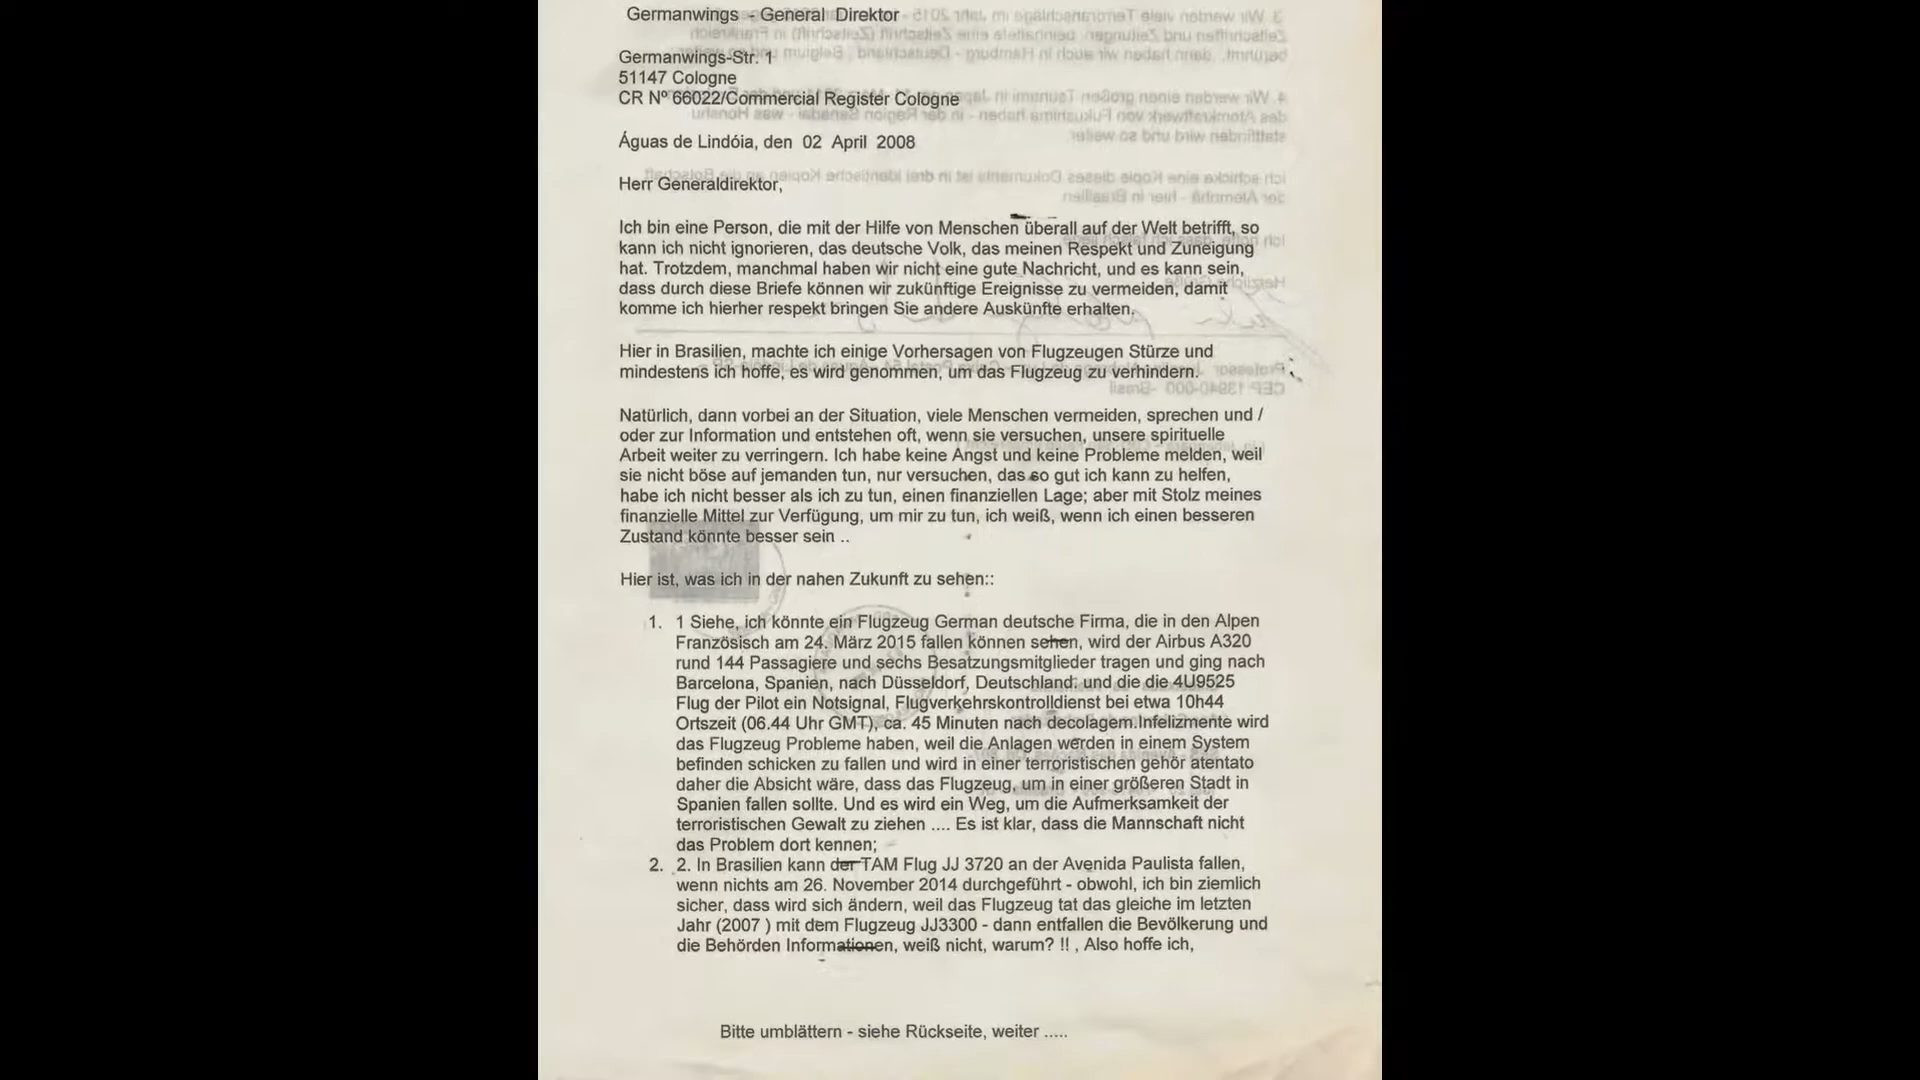 Germanwings - General Direktor
Germanwings-Str. 1
51147 Cologne
CR Nº 66022/Commercial Register Cologne
Águas de Lindóia, den 02 April 2008
Herr Generaldirektor,
Ich bin eine Person, die mit der Hilfe von Menschen überall auf der Welt betrifft, so
kann ich nicht ignorieren, das deutsche Volk, das meinen Respekt und Zuneigung
hat. Trotzdem, manchmal haben wir nicht eine gute Nachricht, und es kann sein,
dass durch diese Briefe können wir zukünftige Ereignisse zu vermeiden, damit
komme ich hierher respekt bringen Sie andere Auskünfte erhalten.
Hier in Brasilien, machte ich einige Vorhersagen von Flugzeugen Stürze und
mindestens ich hoffe, es wird genommen, um das Flugzeug zu verhindern.
Natürlich, dann vorbei an der Situation, viele Menschen vermeiden, sprechen und /
oder zur Information und entstehen oft, wenn sie versuchen, unsere spirituelle
Arbeit weiter zu verringern. Ich habe keine Angst und keine Probleme melden, weil
sie nicht böse auf jemanden tun, nur versuchen, das so gut ich kann zu helfen,
habe ich nicht besser als ich zu tun, einen finanziellen Lage; aber mit Stolz meines
finanzielle Mittel zur Verfügung, um mir zu tun, ich weiß, wenn ich einen besseren
Zustand könnte besser sein ..
Hier ist, was ich in der nahen Zukunft zu sehen::
1. 1 Siehe, ich könnte ein Flugzeug German deutsche Firma, die in den Alpen
Französisch am 24. März 2015 fallen können sehen, wird der Airbus A320
rund 144 Passagiere und sechs Besatzungsmitglieder tragen und ging nach
Barcelona, Spanien, nach Düsseldorf, Deutschland; und die die 4U9525
Flug der Pilot ein Notsignal, Flugverkehrskontrolldienst bei etwa 10h44
Ortszeit (06.44 Uhr GMT), ca. 45 Minuten nach decolagem.Infelizmente wird
das Flugzeug Probleme haben, weil die Anlagen werden in einem System
befinden schicken zu fallen und wird in einer terroristischen gehör atentato
daher die Absicht wäre, dass das Flugzeug, um in einer größeren Stadt in
Spanien fallen sollte. Und es wird ein Weg, um die Aufmerksamkeit der
terroristischen Gewalt zu ziehen .... Es ist klar, dass die Mannschaft nicht
das Problem dort kennen;
2. 2. In Brasilien kann der TAM Flug JJ 3720 an der Avenida Paulista fallen,
wenn nichts am 26. November 2014 durchgeführt - obwohl, ich bin ziemlich
sicher, dass wird sich ändern, weil das Flugzeug tat das gleiche im letzten
Jahr (2007 ) mit dem Flugzeug JJ3300 - dann entfallen die Bevölkerung und
die Behörden Informationen, weiß nicht, warum? !! , Also hoffe ich,
Bitte umblättern - siehe Rückseite, weiter .....